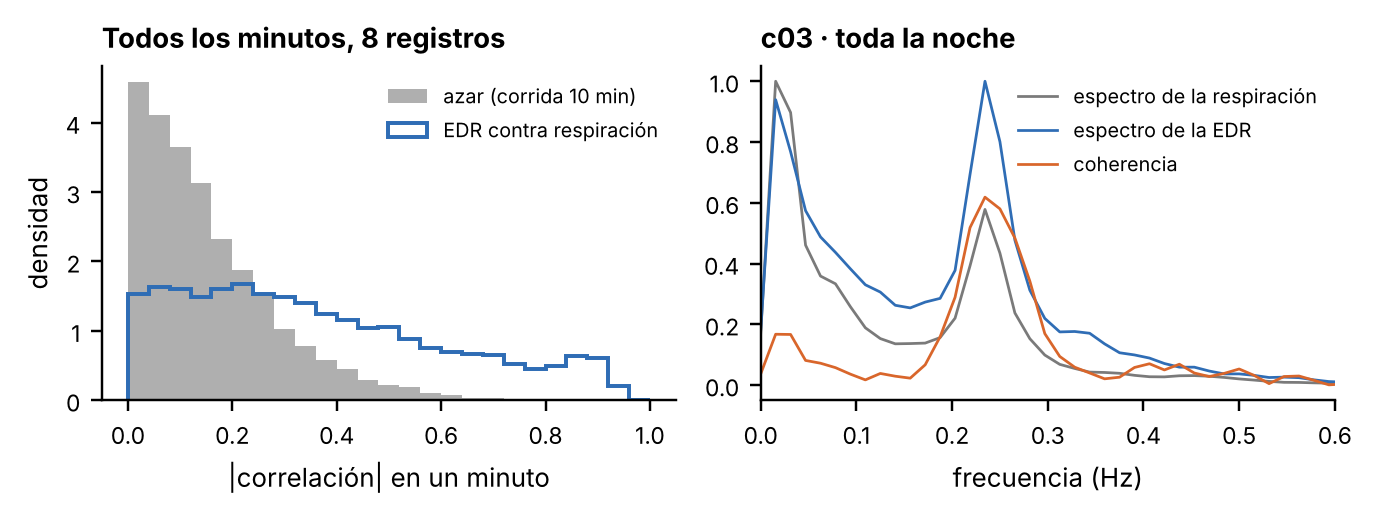 Todos los minutos, 8 registros
azar (corrida 10 min)
EDR contra respiración
densidad
4
3
2
1
0
0.0 0.2 0.4 0.6 0.8 1.0
|correlación| en un minuto
c03 · toda la noche
espectro de la respiración
espectro de la EDR
coherencia
1.0
0.8
0.6
0.4
0.2
0.0
0.0 0.1 0.2 0.3 0.4 0.5 0.6
frecuencia (Hz)